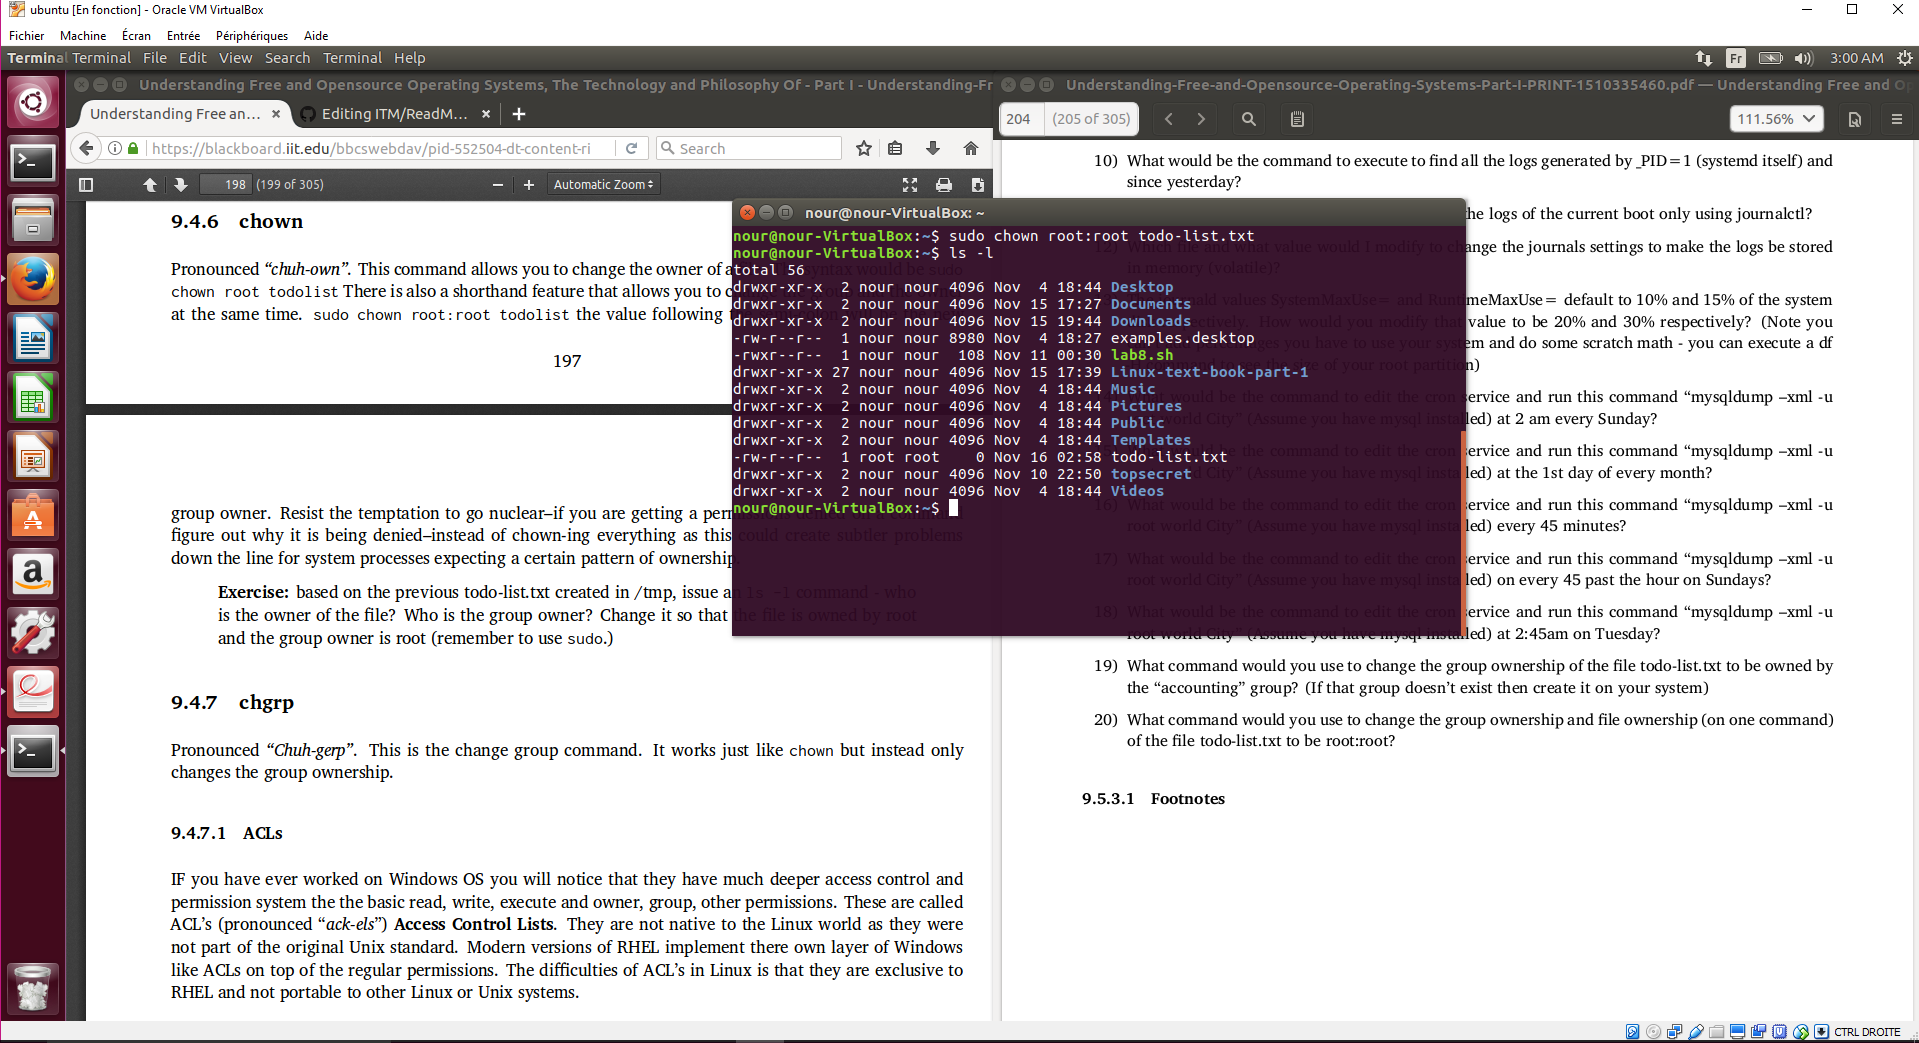 ubuntu [En fonction] - Oracle VM VirtualBox
Fichier Machine Écran Entrée Périphériques Aide
Terminal Terminal File Edit View Search Terminal Help
Fr
3:00 AM
Understanding Free and Opensource Operating Systems, The Technology and Philosophy Of - Part I - Understanding-Fr
Understanding Free an... × Editing ITM/ReadM... ×
https://blackboard.iit.edu/bbcswebdav/pid-552504-dt-content-ri
Search
198 (199 of 305)
Automatic Zoom
9.4.6 chown
Pronounced “chuh-own”. This command allows you to change the owner of a
chown root todolist There is also a shorthand feature that allows you to
at the same time. sudo chown root:root todolist the value following
197
group owner. Resist the temptation to go nuclear–if you are getting a
figure out why it is being denied–instead of chown-ing everything as this could create subtler problems
down the line for system processes expecting a certain pattern of ownership.
Exercise: based on the previous todo-list.txt created in /tmp, issue an ls -l command - who
is the owner of the file? Who is the group owner? Change it so that the file is owned by root
and the group owner is root (remember to use sudo.)
9.4.7 chgrp
Pronounced “Chuh-gerp”. This is the change group command. It works just like chown but instead only
changes the group ownership.
9.4.7.1 ACLs
IF you have ever worked on Windows OS you will notice that they have much deeper access control and
permission system the the basic read, write, execute and owner, group, other permissions. These are called
ACL’s (pronounced “ack-els”) Access Control Lists. They are not native to the Linux world as they were
not part of the original Unix standard. Modern versions of RHEL implement there own layer of Windows
like ACLs on top of the regular permissions. The difficulties of ACL’s in Linux is that they are exclusive to
RHEL and not portable to other Linux or Unix systems.
nour@nour-VirtualBox: ~
nour@nour-VirtualBox:~$ sudo chown root:root todo-list.txt
nour@nour-VirtualBox:~$ ls -l
total 56
drwxr-xr-x 2 nour nour 4096 Nov 4 18:44 Desktop
drwxr-xr-x 2 nour nour 4096 Nov 15 17:27 Documents
drwxr-xr-x 2 nour nour 4096 Nov 15 19:44 Downloads
-rw-r--r-- 1 nour nour 8980 Nov 4 18:27 examples.desktop
-rwxr--r-- 1 nour nour 108 Nov 11 00:30 lab8.sh
drwxr-xr-x 27 nour nour 4096 Nov 15 17:39 Linux-text-book-part-1
drwxr-xr-x 2 nour nour 4096 Nov 4 18:44 Music
drwxr-xr-x 2 nour nour 4096 Nov 4 18:44 Pictures
drwxr-xr-x 2 nour nour 4096 Nov 4 18:44 Public
drwxr-xr-x 2 nour nour 4096 Nov 4 18:44 Templates
-rw-r--r-- 1 root root 0 Nov 16 02:58 todo-list.txt
drwxr-xr-x 2 nour nour 4096 Nov 10 22:50 topsecret
drwxr-xr-x 2 nour nour 4096 Nov 4 18:44 Videos
nour@nour-VirtualBox:~$
Understanding-Free-and-Opensource-Operating-Systems-Part-I-PRINT-1510335460.pdf — Understanding Free and Op
204 (205 of 305)
111.56%
10) What would be the command to execute to find all the logs generated by _PID=1 (systemd itself) and
since yesterday?
the logs of the current boot only using journalctl?
12) Which file and what value would I modify to change the journals settings to make the logs be stored
in memory (volatile)?
values SystemMaxUse= and RuntimeMaxUse= default to 10% and 15% of the system
How would you modify that value to be 20% and 30% respectively? (Note you
you have to use your system and do some scratch math - you can execute a df
size of your root partition)
would be the command to edit the cron service and run this command “mysqldump –xml -u
world City” (Assume you have mysql installed) at 2 am every Sunday?
be the command to edit the cron service and run this command “mysqldump –xml -u
City” (Assume you have mysql installed) at the 1st day of every month?
16) What would be the command to edit the cron service and run this command “mysqldump –xml -u
root world City” (Assume you have mysql installed) every 45 minutes?
17) What would be the command to edit the cron service and run this command “mysqldump –xml -u
root world City” (Assume you have mysql installed) on every 45 past the hour on Sundays?
18) What would be the command to edit the cron service and run this command “mysqldump –xml -u
root world City” (Assume you have mysql installed) at 2:45am on Tuesday?
19) What command would you use to change the group ownership of the file todo-list.txt to be owned by
the “accounting” group? (If that group doesn’t exist then create it on your system)
20) What command would you use to change the group ownership and file ownership (on one command)
of the file todo-list.txt to be root:root?
9.5.3.1 Footnotes
CTRL DROITE